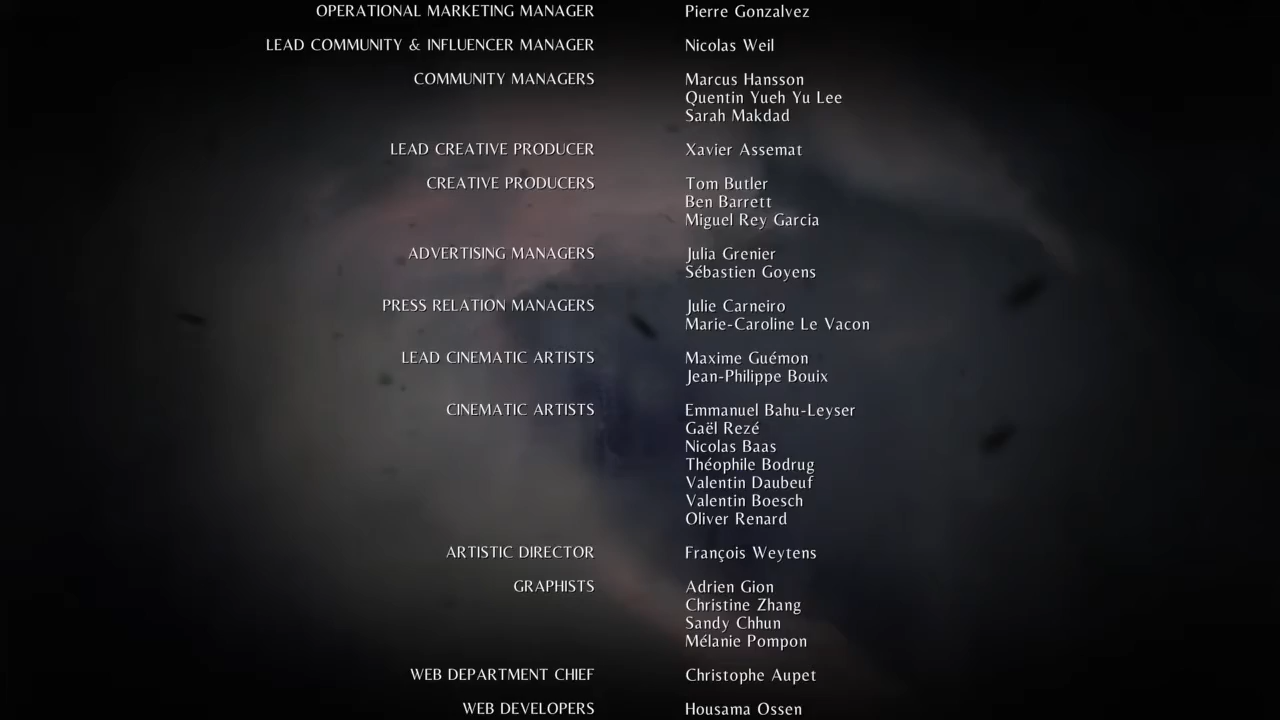 OPERATIONAL MARKETING MANAGER Pierre Gonzalvez
LEAD COMMUNITY & INFLUENCER MANAGER Nicolas Weil
COMMUNITY MANAGERS Marcus Hansson
Quentin Yueh Yu Lee
Sarah Makdad
LEAD CREATIVE PRODUCER Xavier Assemat
CREATIVE PRODUCERS Tom Butler
Ben Barrett
Miguel Rey Garcia
ADVERTISING MANAGERS Julia Grenier
Sébastien Goyens
PRESS RELATION MANAGERS Julie Carneiro
Marie-Caroline Le Vacon
LEAD CINEMATIC ARTISTS Maxime Guémon
Jean-Philippe Bouix
CINEMATIC ARTISTS Emmanuel Bahu-Leyser
Gaël Rezé
Nicolas Baas
Théophile Bodrug
Valentin Daubeuf
Valentin Boesch
Oliver Renard
ARTISTIC DIRECTOR François Weytens
GRAPHISTS Adrien Gion
Christine Zhang
Sandy Chhun
Mélanie Pompon
WEB DEPARTMENT CHIEF Christophe Aupet
WEB DEVELOPERS Housama Ossen